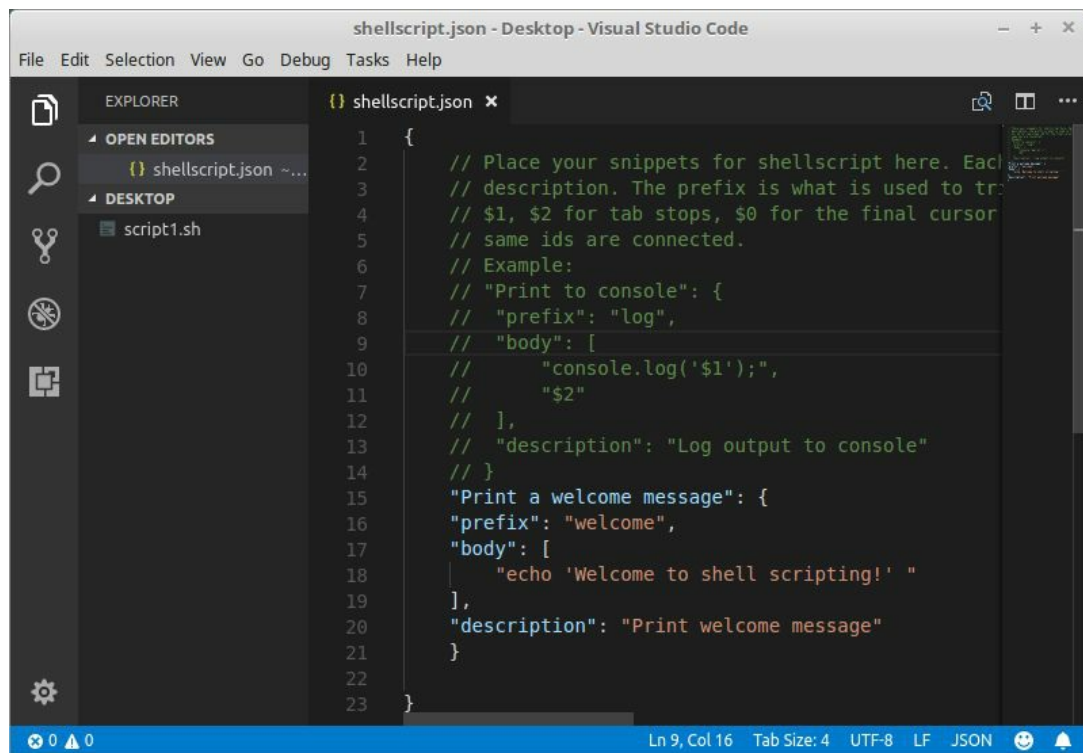 shellscript.json - Desktop - Visual Studio Code
File Edit Selection View Go Debug Tasks Help
EXPLORER
OPEN EDITORS
{} shellscript.json ~...
DESKTOP
script1.sh
{} shellscript.json ×
1 {
2 // Place your snippets for shellscript here. Each
3 // description. The prefix is what is used to tri
4 // $1, $2 for tab stops, $0 for the final cursor
5 // same ids are connected.
6 // Example:
7 // "Print to console": {
8 // "prefix": "log",
9 // "body": [
10 // "console.log('$1');",
11 // "$2"
12 // ],
13 // "description": "Log output to console"
14 // }
15 "Print a welcome message": {
16 "prefix": "welcome",
17 "body": [
18 "echo 'Welcome to shell scripting!' "
19 ],
20 "description": "Print welcome message"
21 }
22
23 }
0 0 Ln 9, Col 16 Tab Size: 4 UTF-8 LF JSON